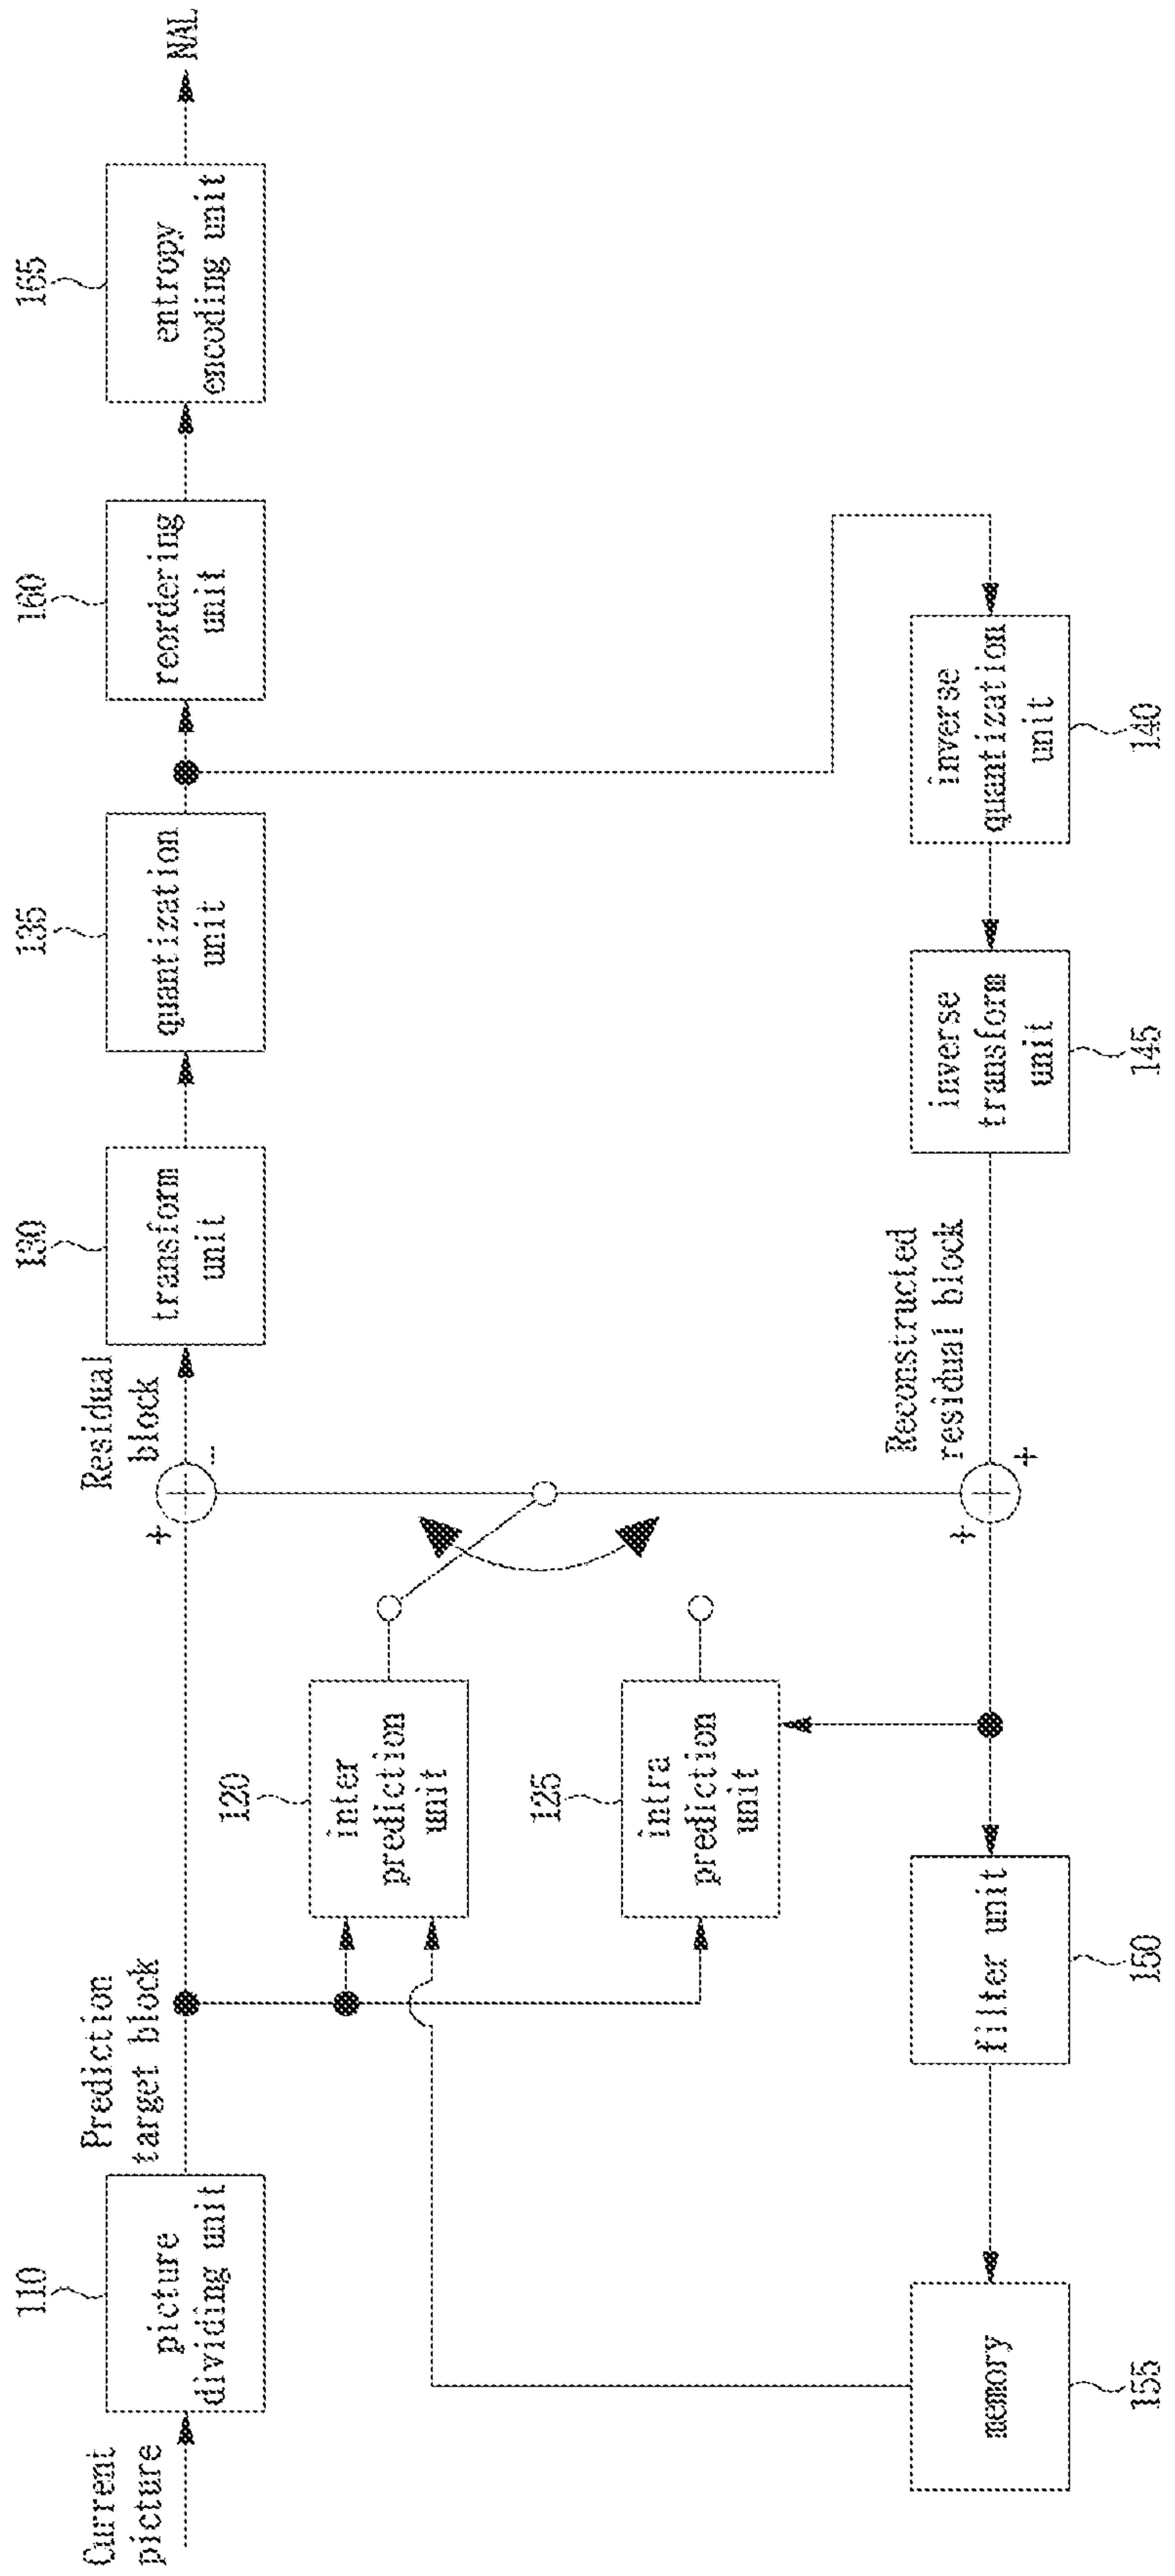 110
130
135
160
165
Current
picture
picture
dividing unit
Prediction
target block
+
-
Residual
block
transform
unit
quantization
unit
reordering
unit
entropy
encoding unit
NAL
120
inter
prediction
unit
125
intra
prediction
unit
memory
155
filter unit
150
+
+
Reconstructed
residual block
inverse
transform
unit
145
inverse
quantization
unit
140